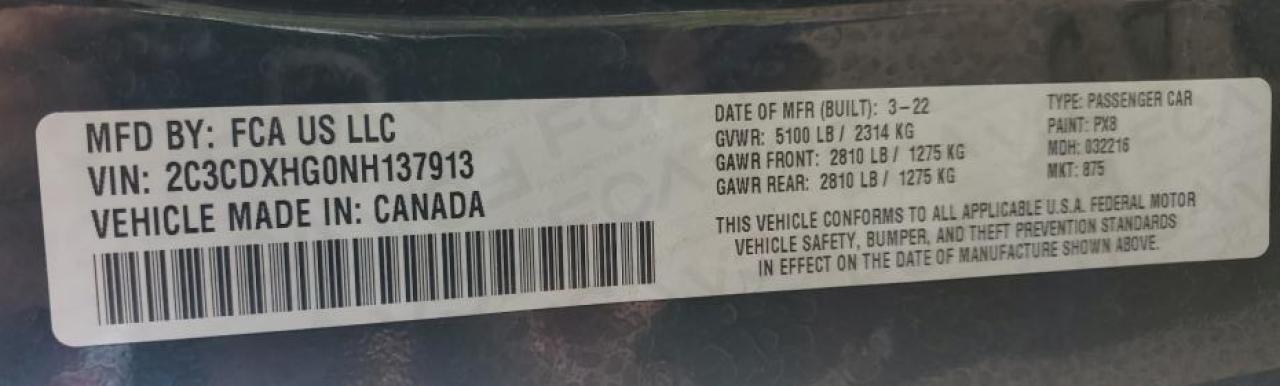 MFD BY: FCA US LLC
VIN: 2C3CDXHG0NH137913
VEHICLE MADE IN: CANADA
DATE OF MFR (BUILT): 3-22
GVWR: 5100 LB / 2314 KG
GAWR FRONT: 2810 LB / 1275 KG
GAWR REAR: 2810 LB / 1275 KG
TYPE: PASSENGER CAR
PAINT: PX8
MDH: 032216
MKT: 875
THIS VEHICLE CONFORMS TO ALL APPLICABLE U.S.A. FEDERAL MOTOR
VEHICLE SAFETY, BUMPER, AND THEFT PREVENTION STANDARDS
IN EFFECT ON THE DATE OF MANUFACTURE SHOWN ABOVE.